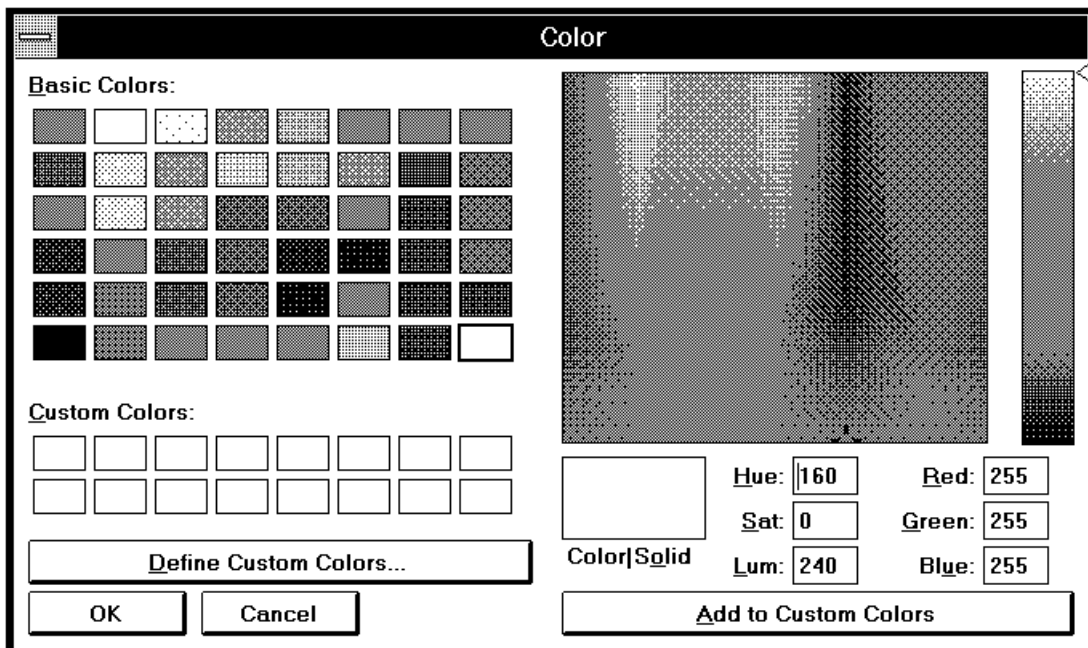 Color
Basic Colors:
Custom Colors:
Define Custom Colors...
OK
Cancel
Color|Solid
Hue: 160
Sat: 0
Lum: 240
Red: 255
Green: 255
Blue: 255
Add to Custom Colors